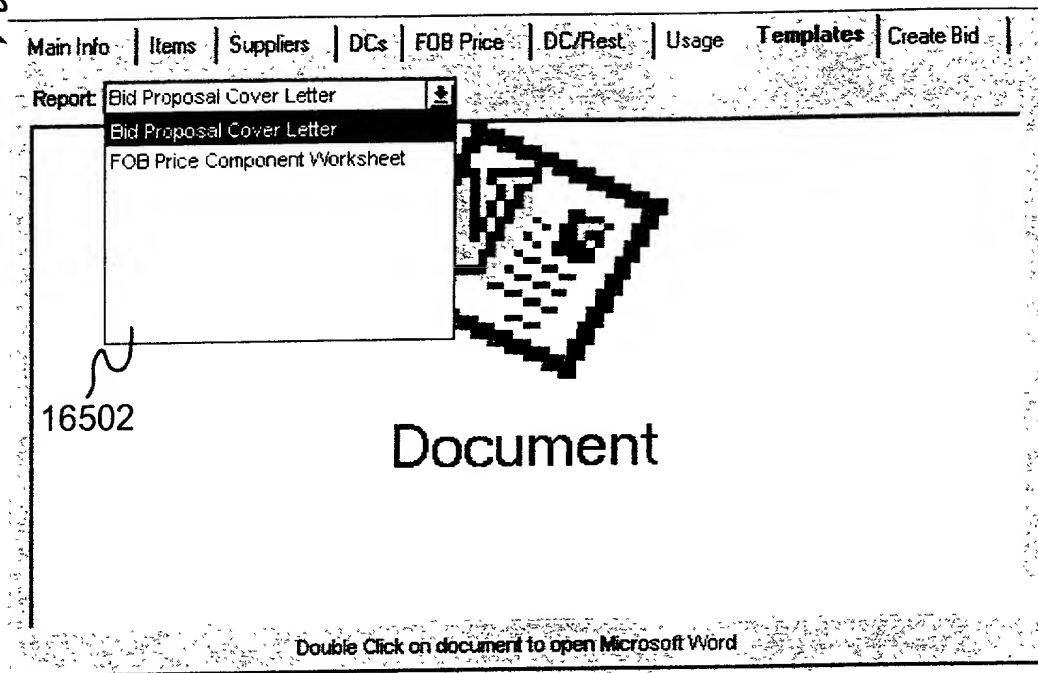 Main Info Items Suppliers DCs FOB Price DC/Rest. Usage Templates Create Bid
Report: Bid Proposal Cover Letter
Bid Proposal Cover Letter
FOB Price Component Worksheet
16502
Document
Double Click on document to open Microsoft Word